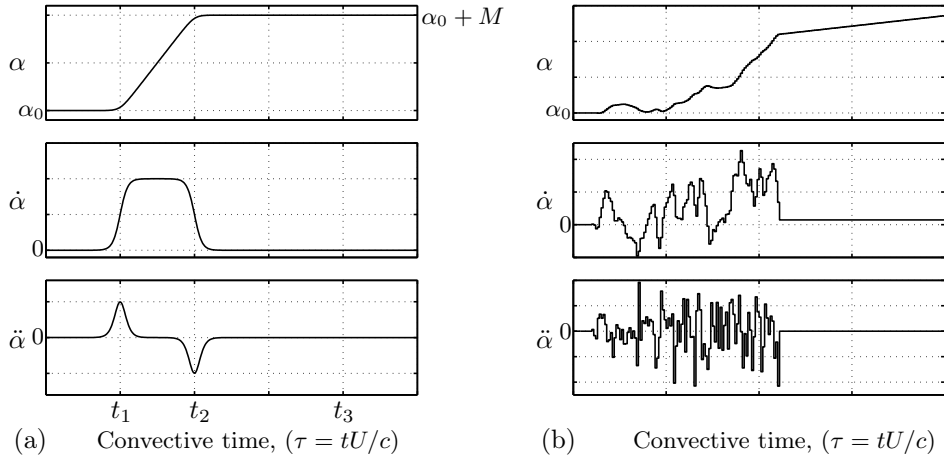 α
α₀
α₀ + M
α̇
0
α̈
0
t₁
t₂
t₃
(a)
Convective time, (τ = tU/c)
α
α₀
α̇
0
α̈
0
(b)
Convective time, (τ = tU/c)